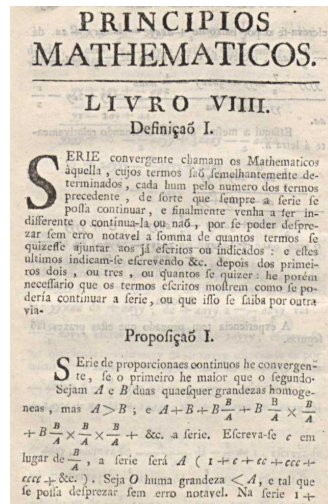 PRINCIPIOS
MATHEMATICOS.
LIVRO VIIII.
Definiçaõ I.
SERIE convergente chamam os Mathematicos
àquella, cujos termos saõ semelhantemente de-
terminados, cada hum pelo numero dos termos
precedente, de sorte que sempre a serie se
possa continuar, e finalmente venha a ser in-
differente o continua-la ou naõ, por se poder despre-
zar sem erro notavel a somma de quantos termos se
quizesse ajuntar aos já escritos ou indicados: e estes
ultimos indicam-se escrevendo &c. depois dos primei-
ros dois, ou tres, ou quantos se quizer: he porém
necessario que os termos escritos mostrem como se po-
dería continuar a serie, ou que isso se saiba por outra
via.
Proposiçaõ I.
SErie de proporcionaes continuos he convergen-
te, se o primeiro he maior que o segundo.
Sejam A e B duas quaesquer grandezas homoge-
neas, mas A>B; e A+B+B B/A + B B/A × B/A
+B B/A × B/A × B/A + &c. a serie. Escreva-se c em
lugar de B/A, a serie será A (1+c+cc+ccc+
cccc+&c.). Seja O huma grandeza <A, e tal que
se possa desprezar sem erro notavel. Na serie 1+